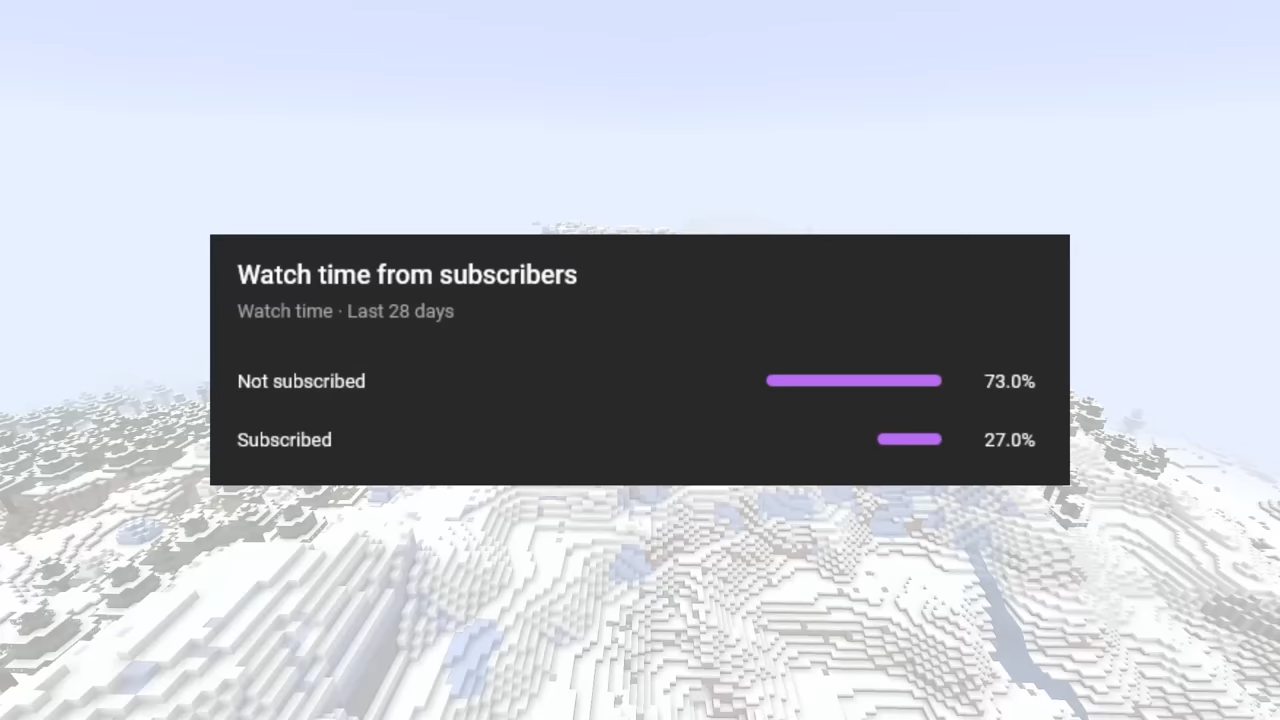 Watch time from subscribers
Watch time · Last 28 days
Not subscribed 73.0%
Subscribed 27.0%